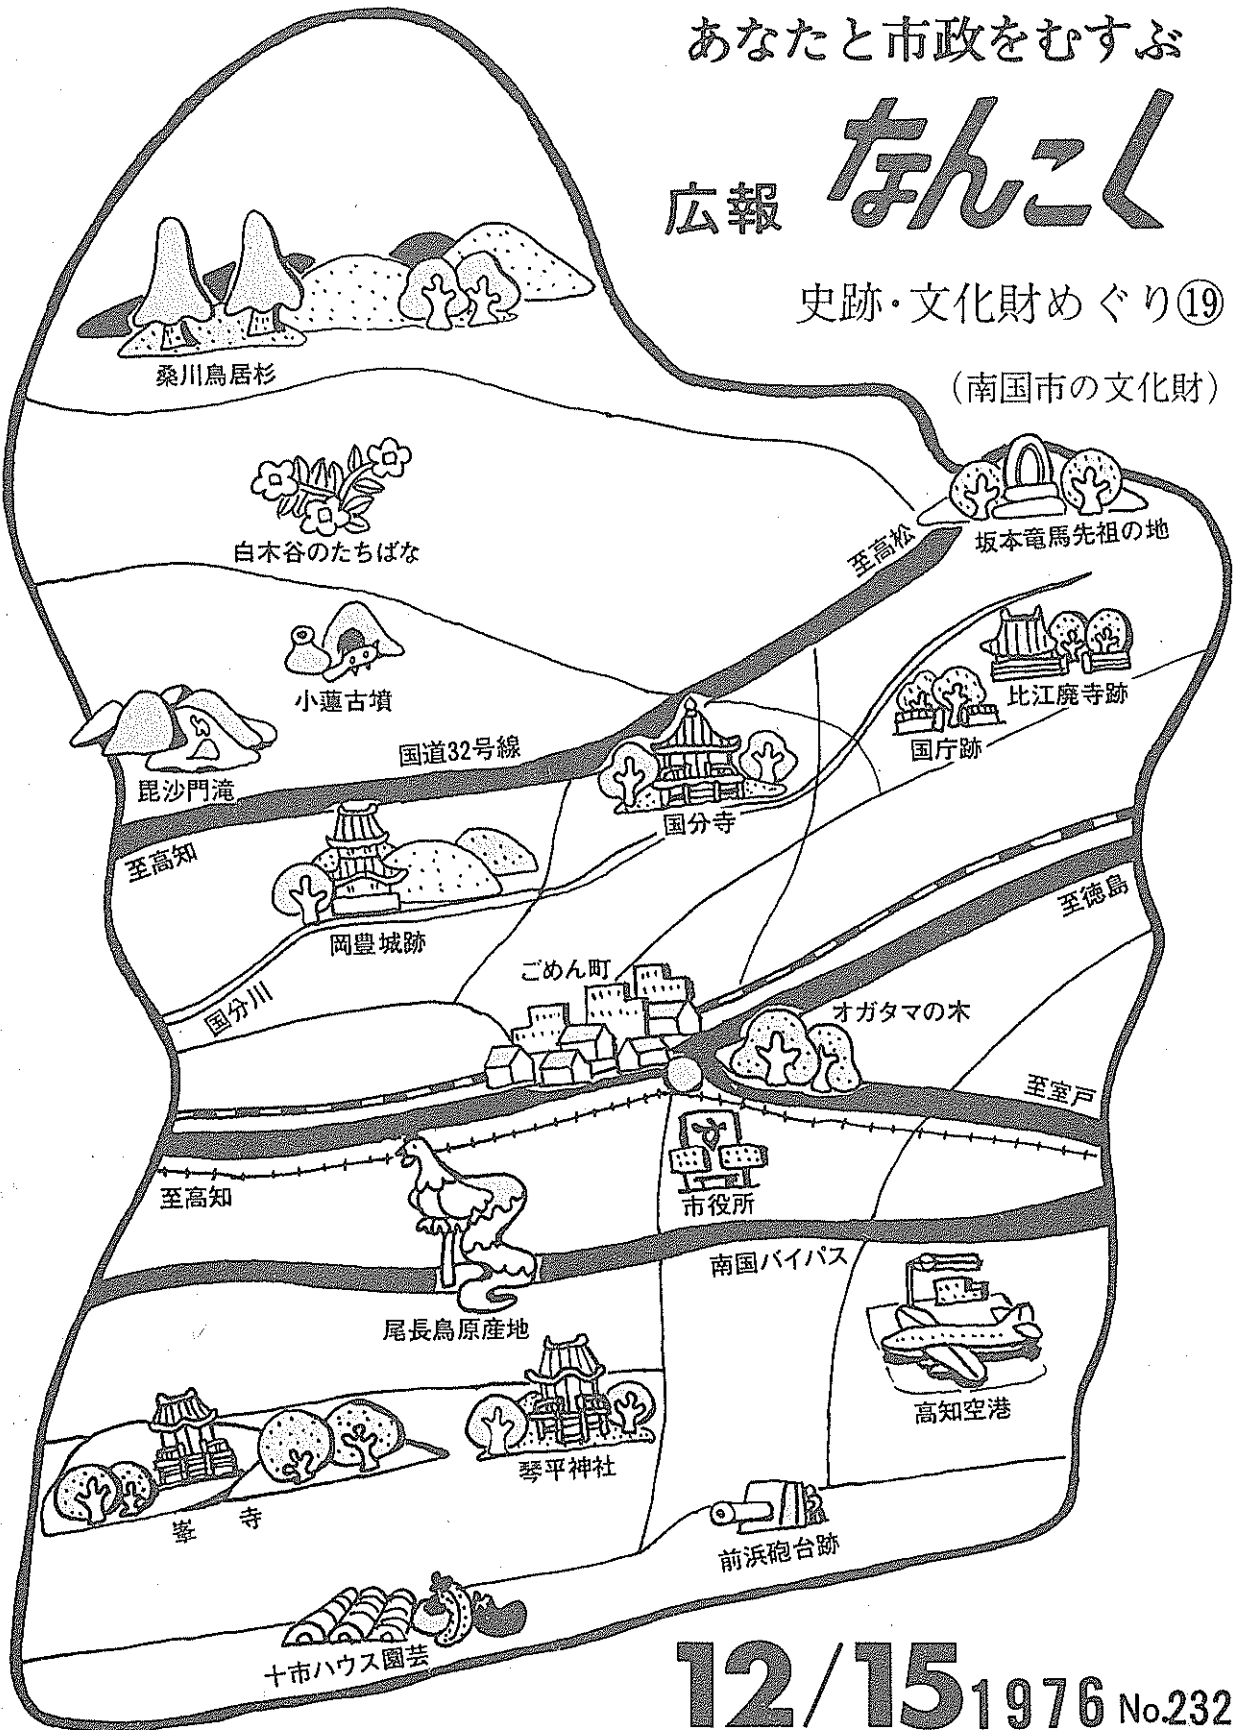 あなたと市政をむすぶ
広報 なんこく
史跡・文化財めぐり⑲
(南国市の文化財)
桑川鳥居杉
白木谷のたちばな
至高松
坂本竜馬先祖の地
小蓮古墳
比江廃寺跡
国庁跡
毘沙門滝
国道32号線
国分寺
至高知
岡豊城跡
至徳島
ごめん町
国分川
オガタマの木
至室戸
至高知
市役所
南国バイパス
尾長鳥原産地
高知空港
琴平神社
峯寺
前浜砲台跡
十市ハウス園芸
12/15 1976 No.232